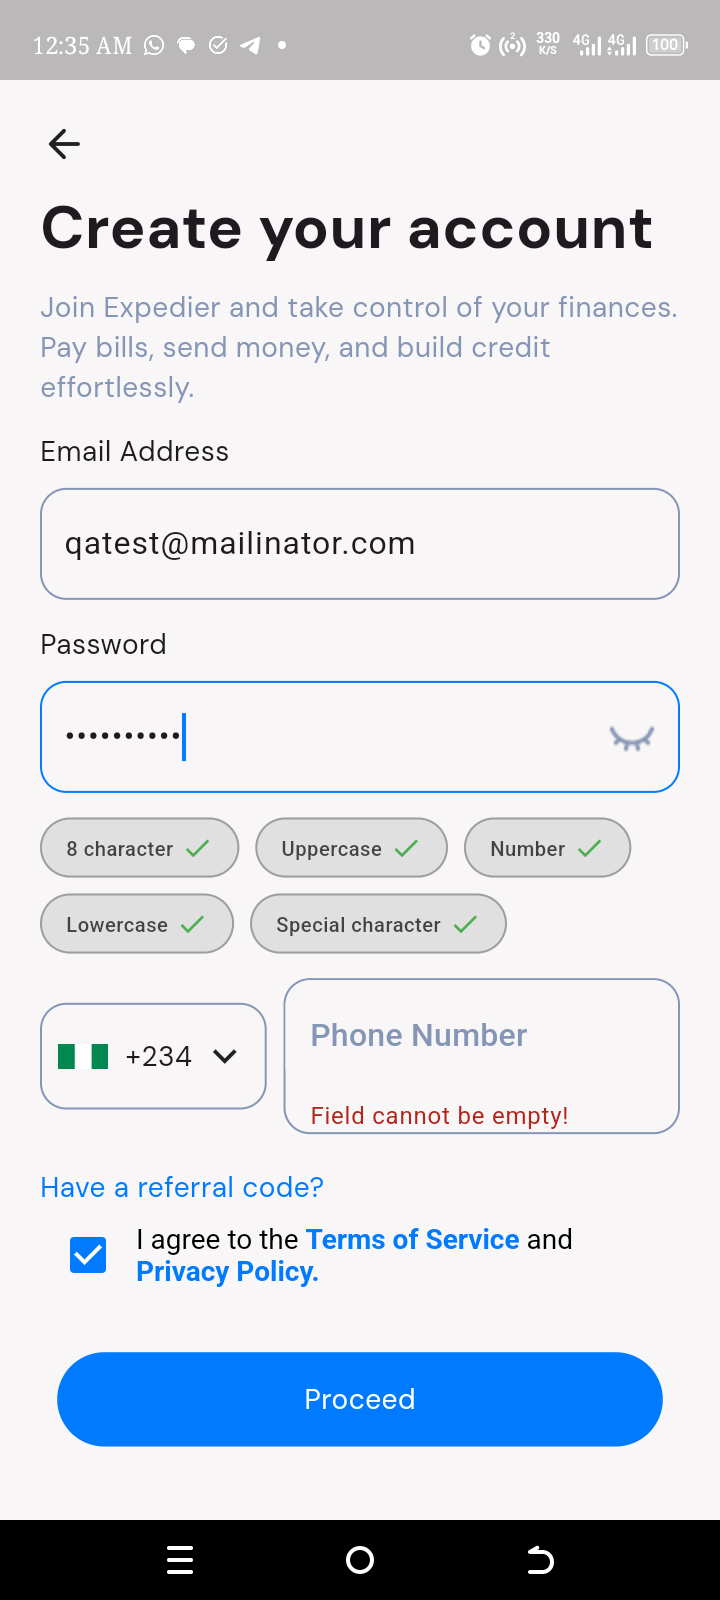 12:35 AM
2
330
K/S
4G
4G
100
Create your account
Join Expedier and take control of your finances.
Pay bills, send money, and build credit
effortlessly.
Email Address
qatest@mailinator.com
Password
••••••••••
8 character
Uppercase
Number
Lowercase
Special character
+234
Phone Number
Field cannot be empty!
Have a referral code?
I agree to the Terms of Service and
Privacy Policy.
Proceed